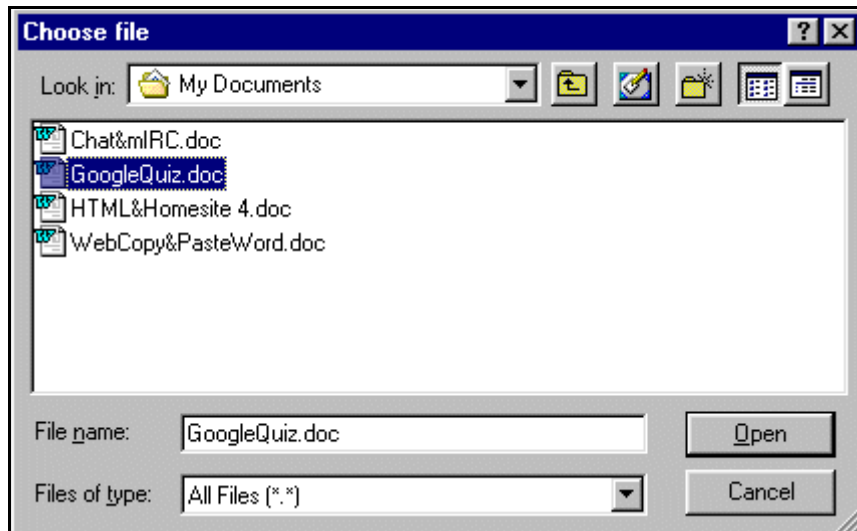 Choose file
Look in: My Documents
Chat&mIRC.doc
GoogleQuiz.doc
HTML&Homesite 4.doc
WebCopy&PasteWord.doc
File name: GoogleQuiz.doc Open
Files of type: All Files (*.*) Cancel